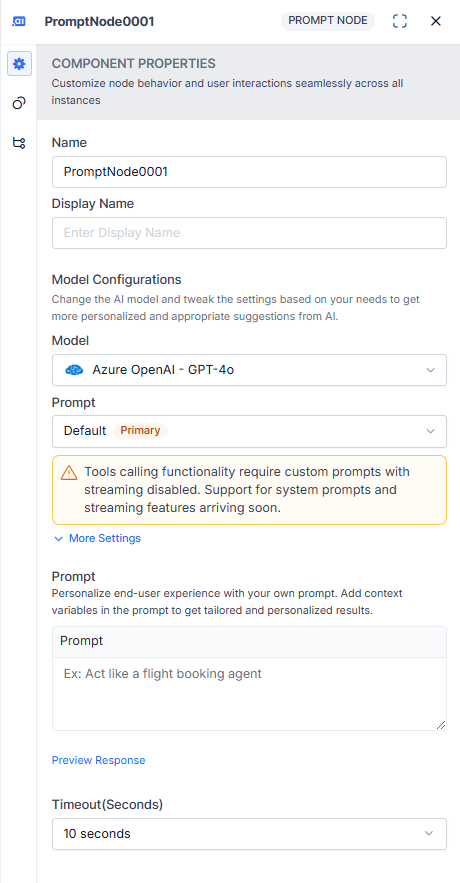 .ai PromptNode0001 PROMPT NODE
COMPONENT PROPERTIES
Customize node behavior and user interactions seamlessly across all
instances
Name
PromptNode0001
Display Name
Enter Display Name
Model Configurations
Change the AI model and tweak the settings based on your needs to get
more personalized and appropriate suggestions from AI.
Model
Azure OpenAI - GPT-4o
Prompt
Default Primary
Tools calling functionality require custom prompts with
streaming disabled. Support for system prompts and
streaming features arriving soon.
More Settings
Prompt
Personalize end-user experience with your own prompt. Add context
variables in the prompt to get tailored and personalized results.
Prompt
Ex: Act like a flight booking agent
Preview Response
Timeout(Seconds)
10 seconds